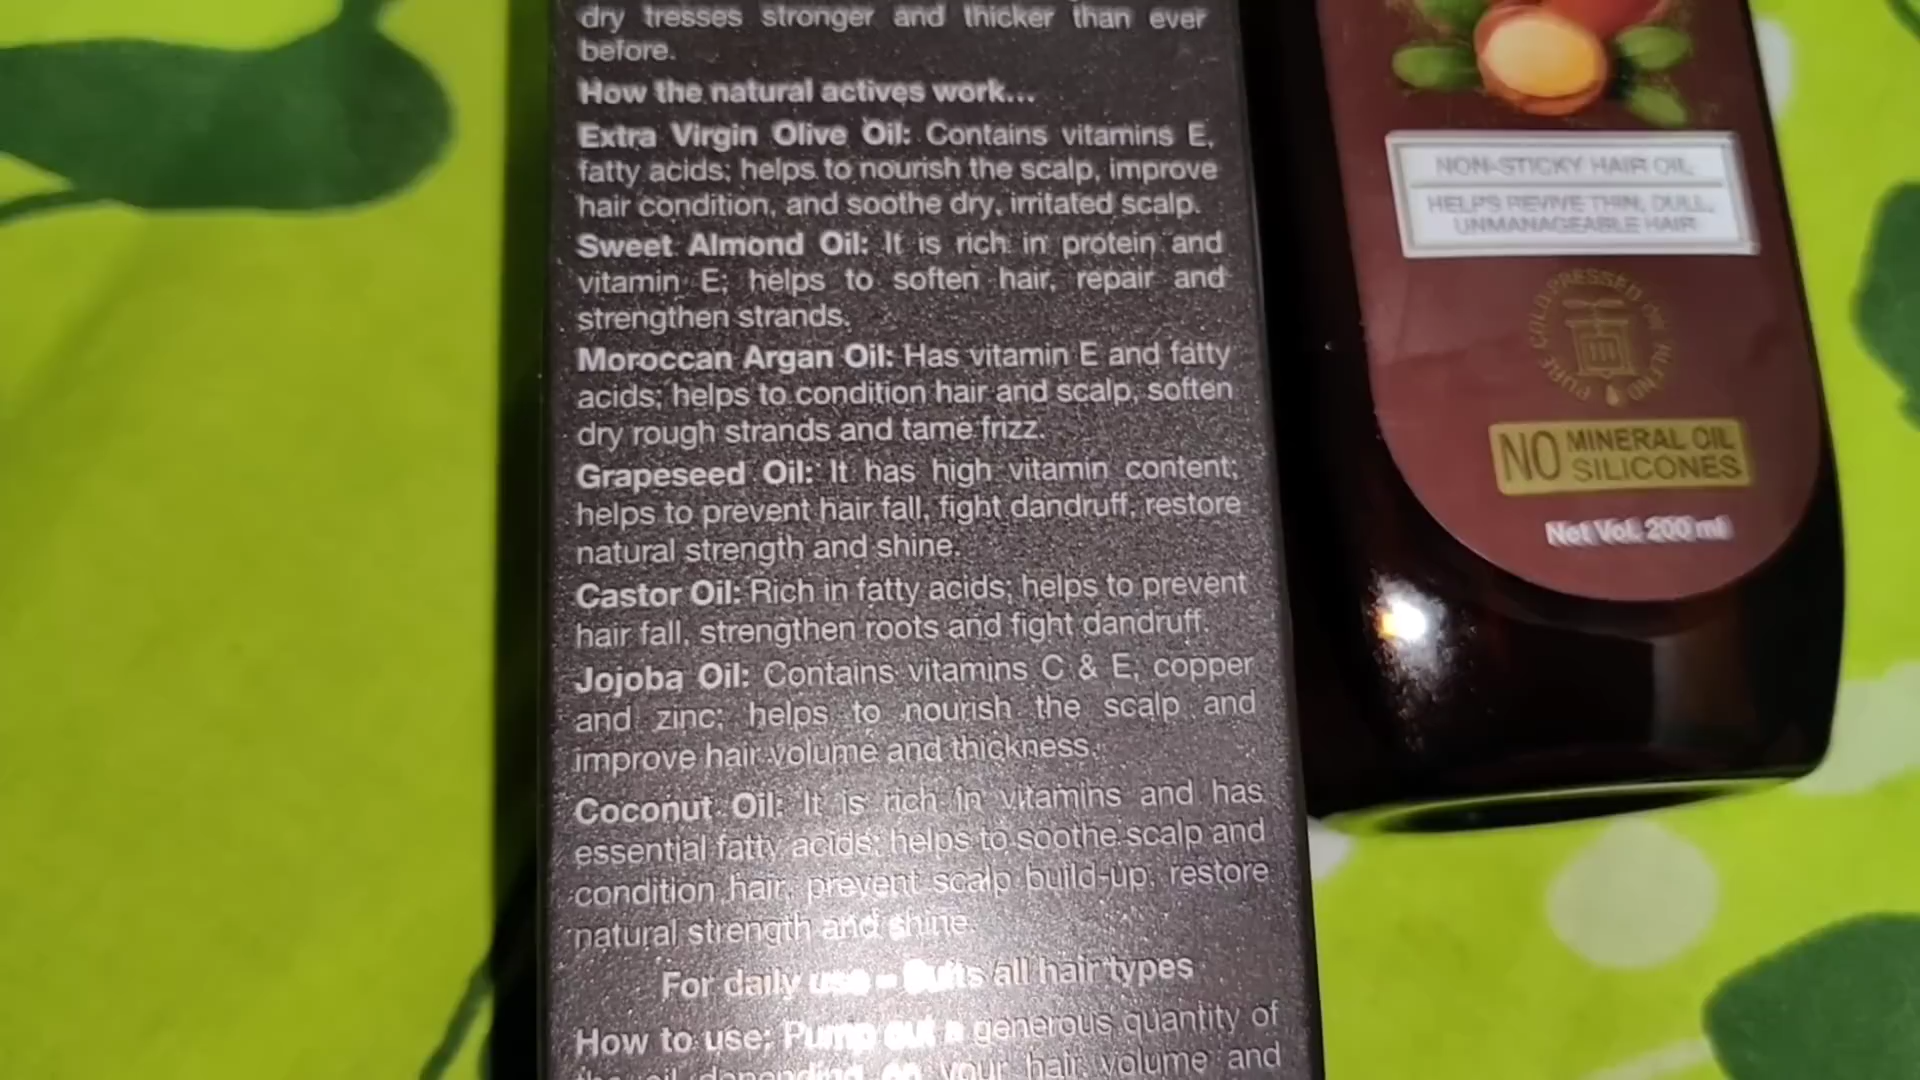 dry tresses stronger and thicker than ever
before.
How the natural actives work...
Extra Virgin Olive Oil: Contains vitamins E,
fatty acids; helps to nourish the scalp, improve
hair condition, and soothe dry, irritated scalp.
Sweet Almond Oil: It is rich in protein and
vitamin E; helps to soften hair, repair and
strengthen strands.
Moroccan Argan Oil: Has vitamin E and fatty
acids; helps to condition hair and scalp, soften
dry rough strands and tame frizz.
Grapeseed Oil: It has high vitamin content;
helps to prevent hair fall, fight dandruff, restore
natural strength and shine.
Castor Oil: Rich in fatty acids; helps to prevent
hair fall, strengthen roots and fight dandruff.
Jojoba Oil: Contains vitamins C & E, copper
and zinc; helps to nourish the scalp and
improve hair volume and thickness.
Coconut Oil: It is rich in vitamins and has
essential fatty acids; helps to soothe scalp and
condition hair, prevent scalp build-up, restore
natural strength and shine.
For daily use - Suits all hair types
How to use: Pump out a generous quantity of
the oil depending on your hair volume and
NON-STICKY HAIR OIL
HELPS REVIVE THIN, DULL,
UNMANAGEABLE HAIR
PURE COLD PRESSED OIL BLEND
NO MINERAL OIL
SILICONES
Net Vol. 200 ml